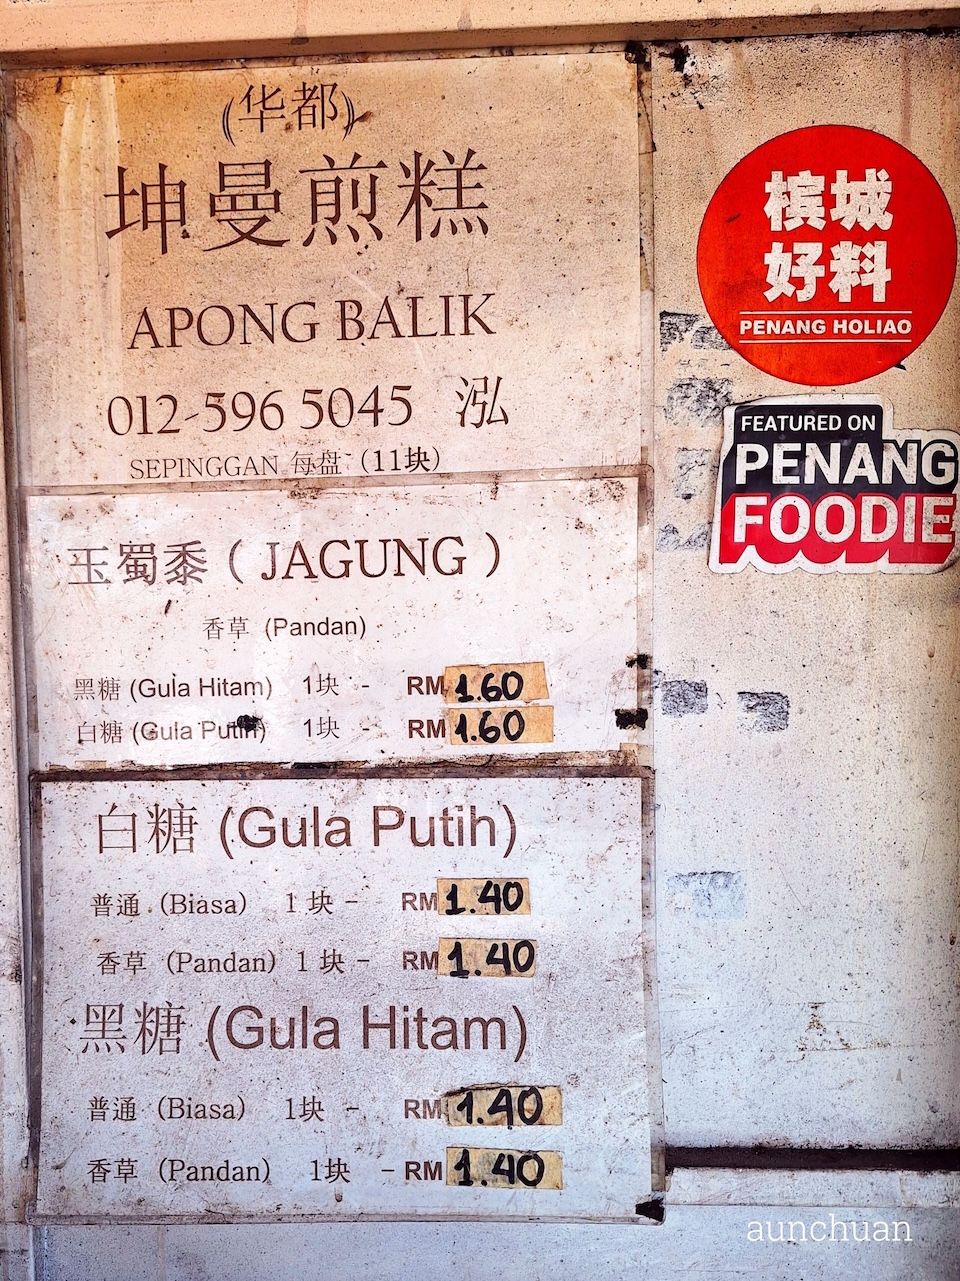 (华都)
坤曼煎糕
APONG BALIK
012-596 5045 泓
SEPINGGAN 每盘 (11块)
玉蜀黍 ( JAGUNG )
香草 (Pandan)
黑糖 (Gula Hitam) 1块 - RM 1.60
白糖 (Gula Putih) 1块 - RM 1.60
白糖 (Gula Putih)
普通 (Biasa) 1 块 - RM 1.40
香草 (Pandan) 1 块 - RM 1.40
黑糖 (Gula Hitam)
普通 (Biasa) 1块 - RM 1.40
香草 (Pandan) 1块 - RM 1.40
槟城
好料
PENANG HOLIAO
FEATURED ON
PENANG
FOODIE
aunchuan